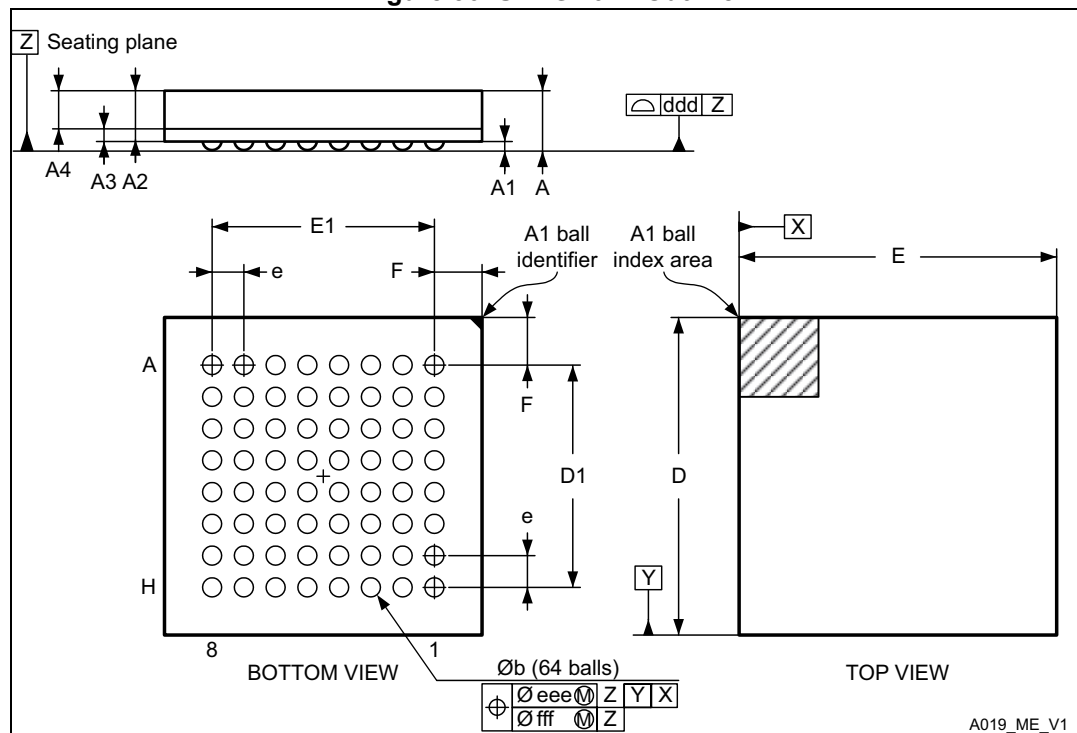 Z Seating plane
ddd Z
A4
A3 A2
A1 A
E1
A1 ball
identifier
A1 ball
index area
X
e
F
E
A
F
D1
D
e
Y
H
8
1
BOTTOM VIEW
Øb (64 balls)
TOP VIEW
Ø eee Ⓜ Z Y X
Ø fff Ⓜ Z
A019_ME_V1